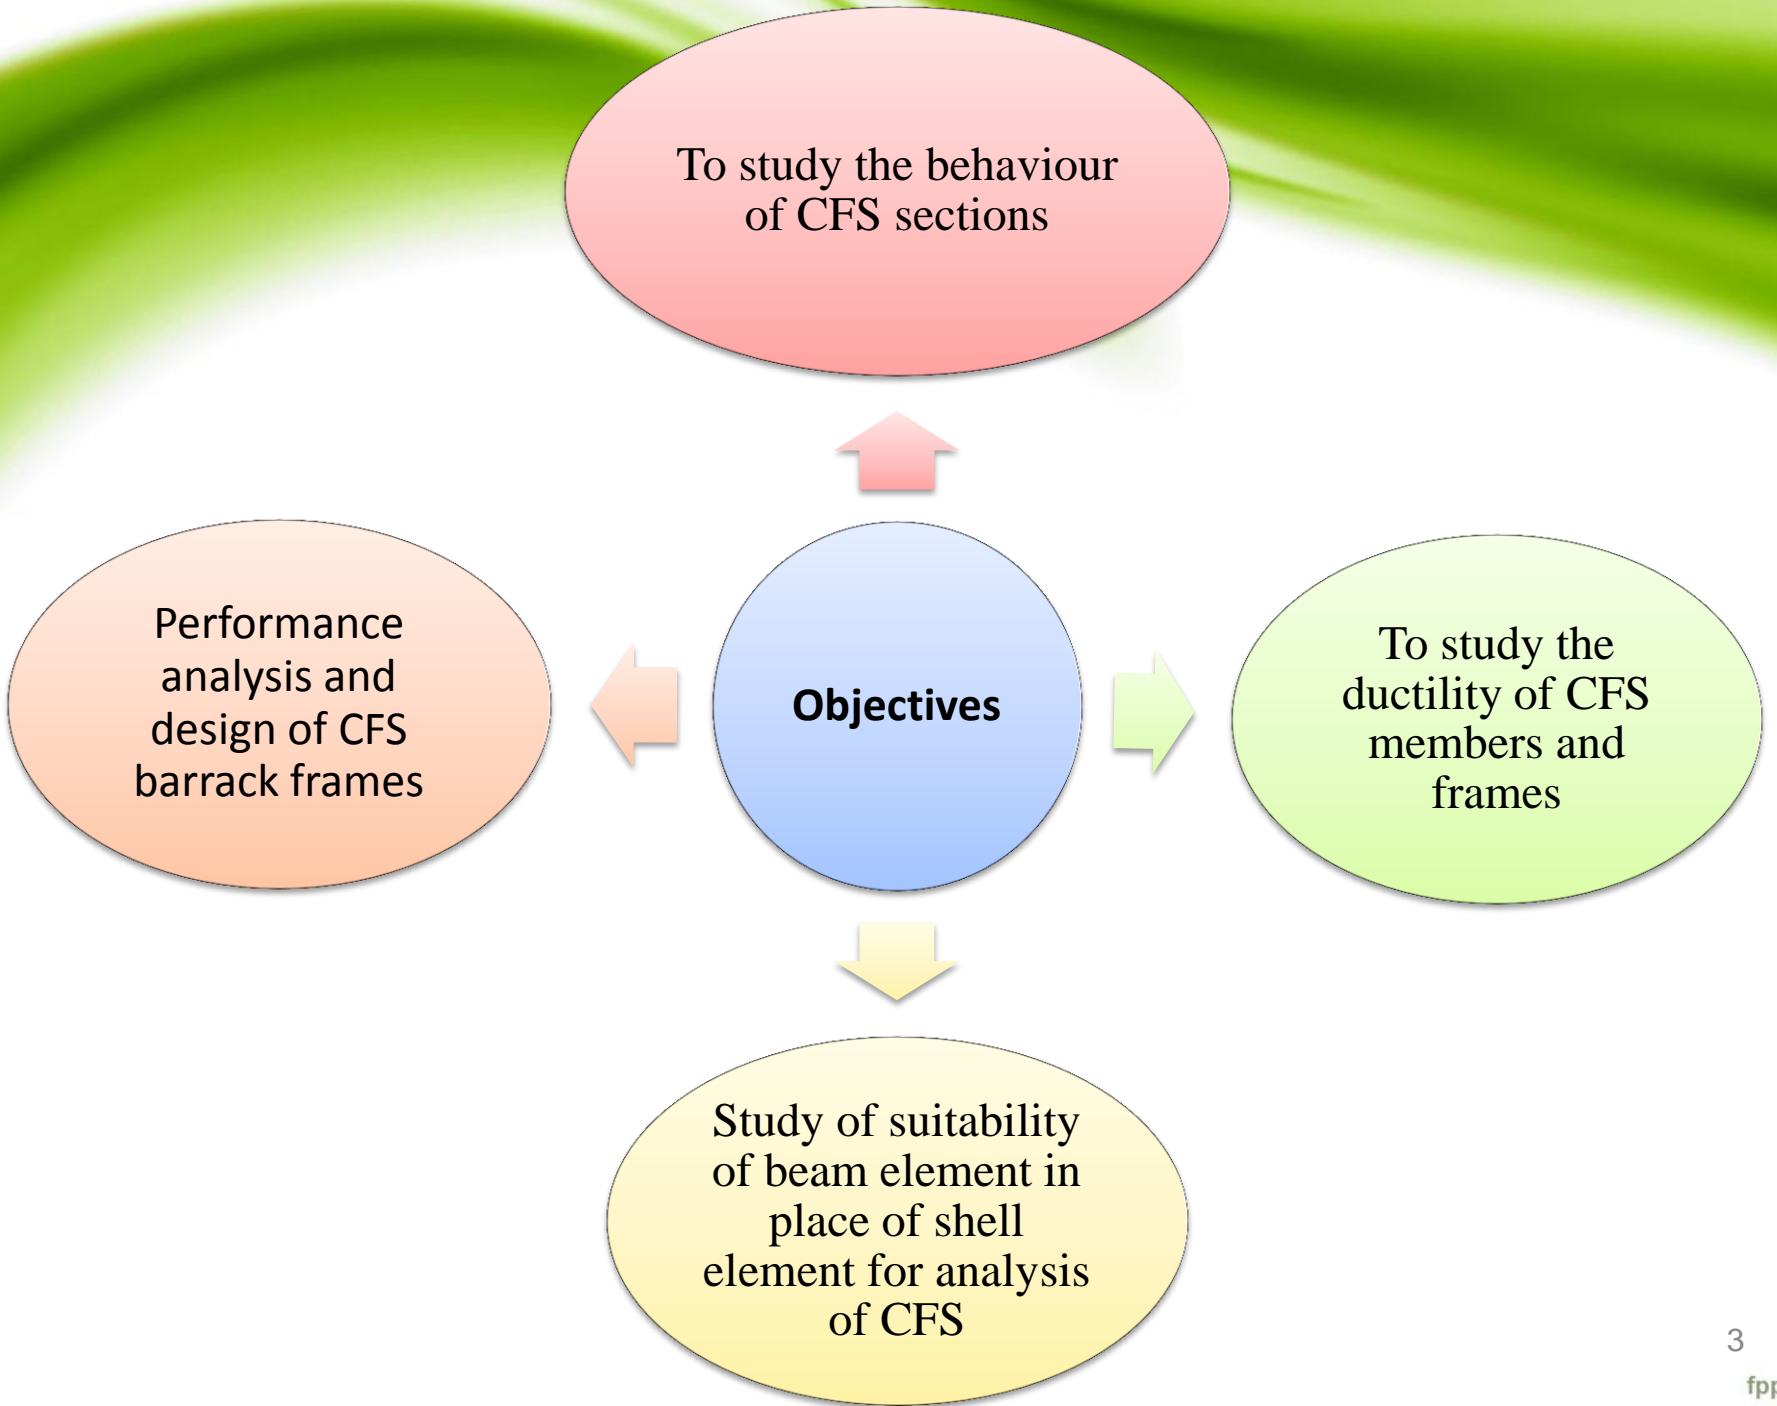 To study the behaviour
of CFS sections
Performance
analysis and
design of CFS
barrack frames
Objectives
To study the
ductility of CFS
members and
frames
Study of suitability
of beam element in
place of shell
element for analysis
of CFS
3
fpp